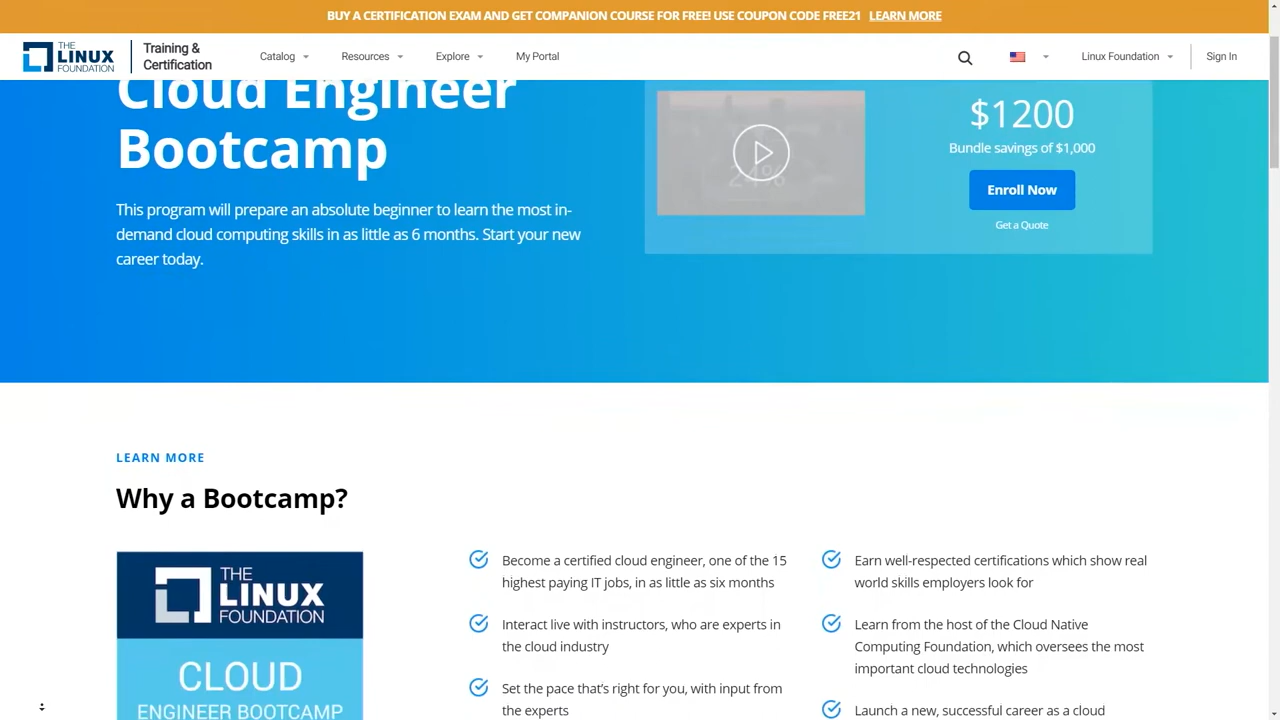 BUY A CERTIFICATION EXAM AND GET COMPANION COURSE FOR FREE! USE COUPON CODE FREE21 LEARN MORE
THE LINUX FOUNDATION
Training & Certification
Catalog
Resources
Explore
My Portal
Linux Foundation
Sign In
Cloud Engineer
Bootcamp
This program will prepare an absolute beginner to learn the most in-
demand cloud computing skills in as little as 6 months. Start your new
career today.
24%
$1200
Bundle savings of $1,000
Enroll Now
Get a Quote
LEARN MORE
Why a Bootcamp?
THE
LINUX
FOUNDATION
CLOUD
ENGINEER BOOTCAMP
Become a certified cloud engineer, one of the 15
highest paying IT jobs, in as little as six months
Interact live with instructors, who are experts in
the cloud industry
Set the pace that's right for you, with input from
the experts
Earn well-respected certifications which show real
world skills employers look for
Learn from the host of the Cloud Native
Computing Foundation, which oversees the most
important cloud technologies
Launch a new, successful career as a cloud